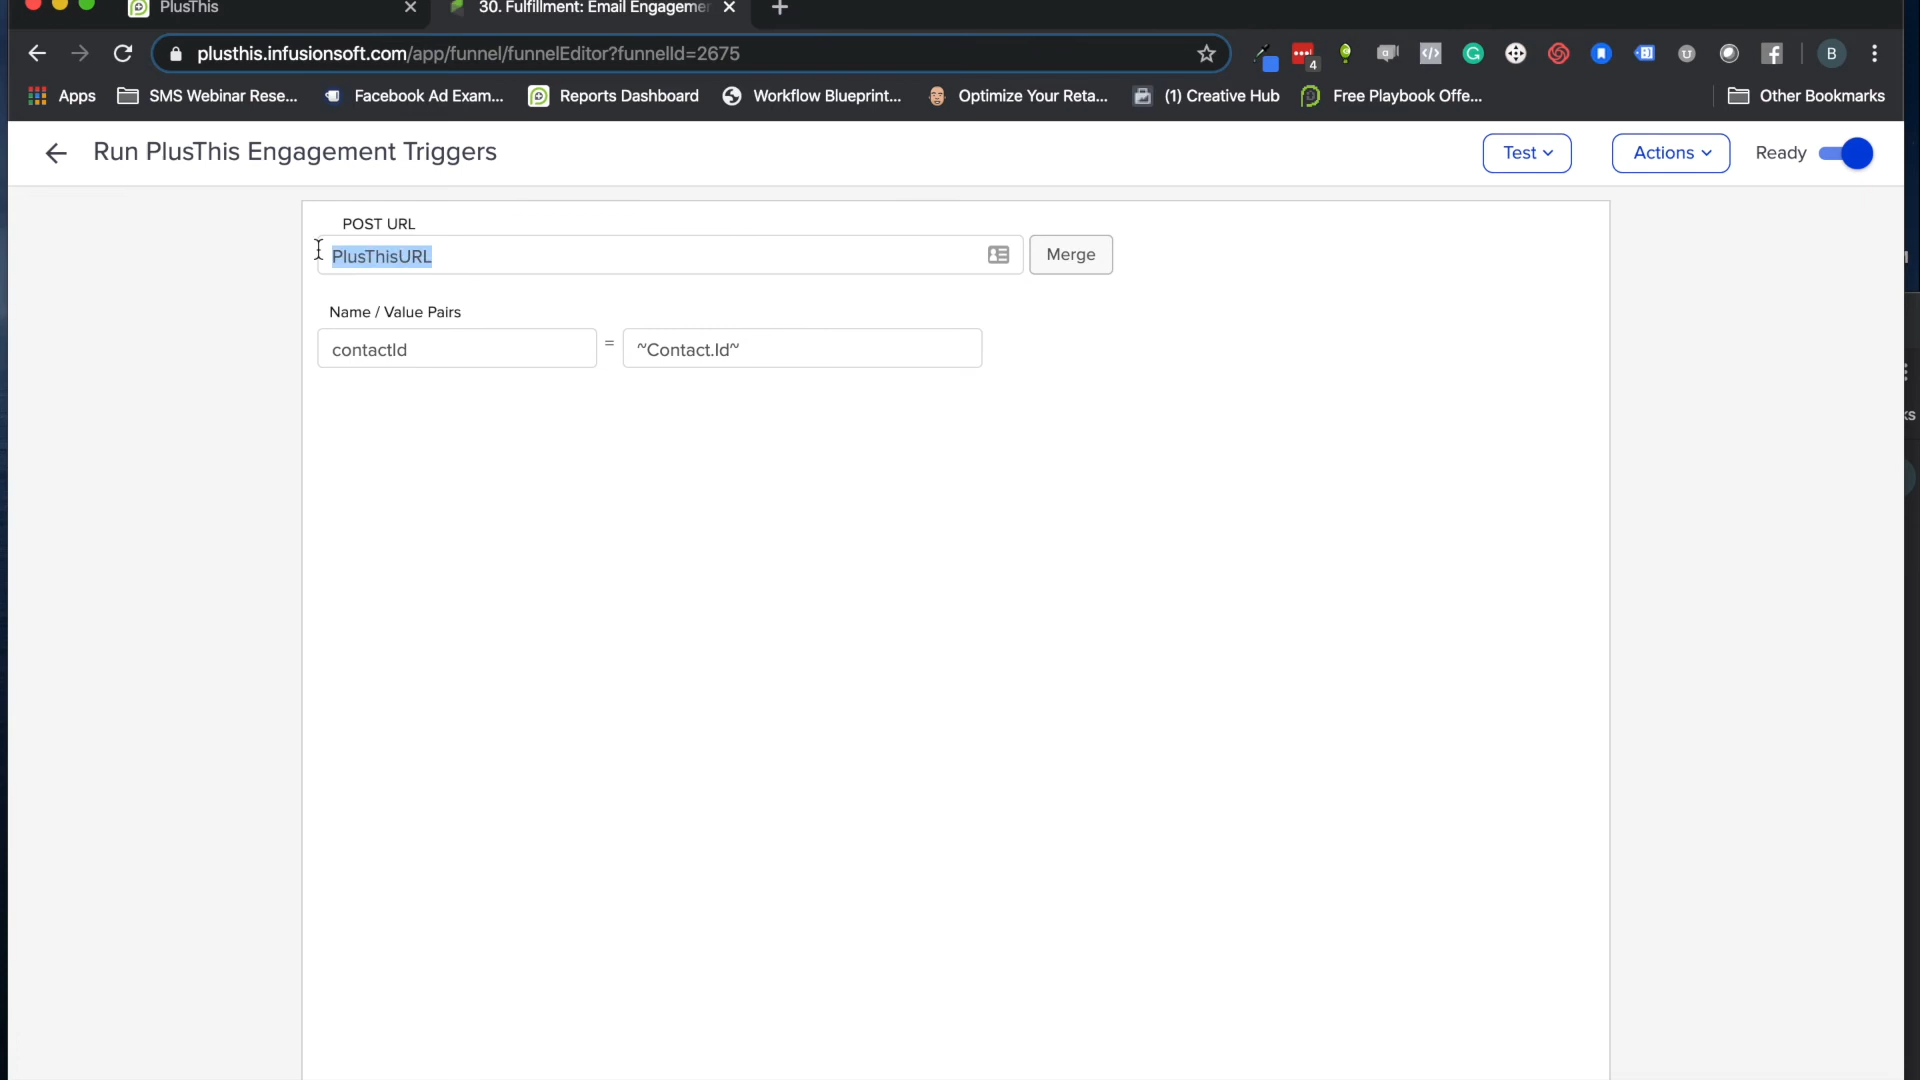 PlusThis
30. Fulfillment: Email Engageme
plusthis.infusionsoft.com/app/funnel/funnelEditor?funnelId=2675
4
B
Apps
SMS Webinar Rese...
Facebook Ad Exam...
Reports Dashboard
Workflow Blueprint...
Optimize Your Reta...
(1) Creative Hub
Free Playbook Offe...
Other Bookmarks
Run PlusThis Engagement Triggers
Test
Actions
Ready
POST URL
PlusThisURL
Merge
Name / Value Pairs
contactId = ~Contact.Id~